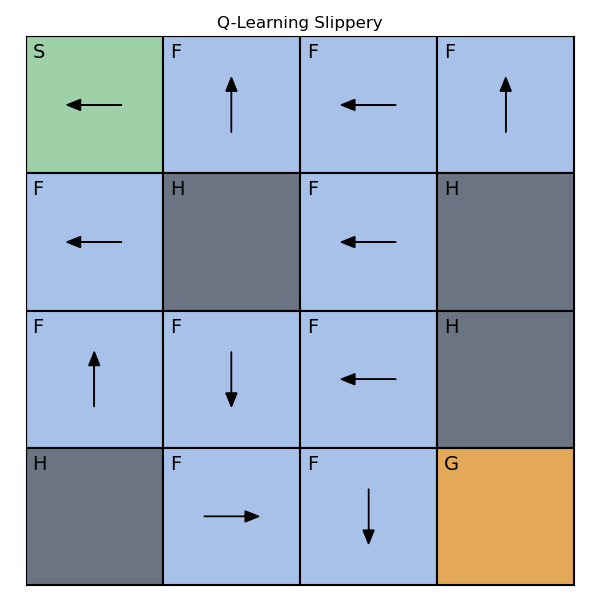 Q-Learning Slippery
S F F F
F H F H
F F F H
H F F G